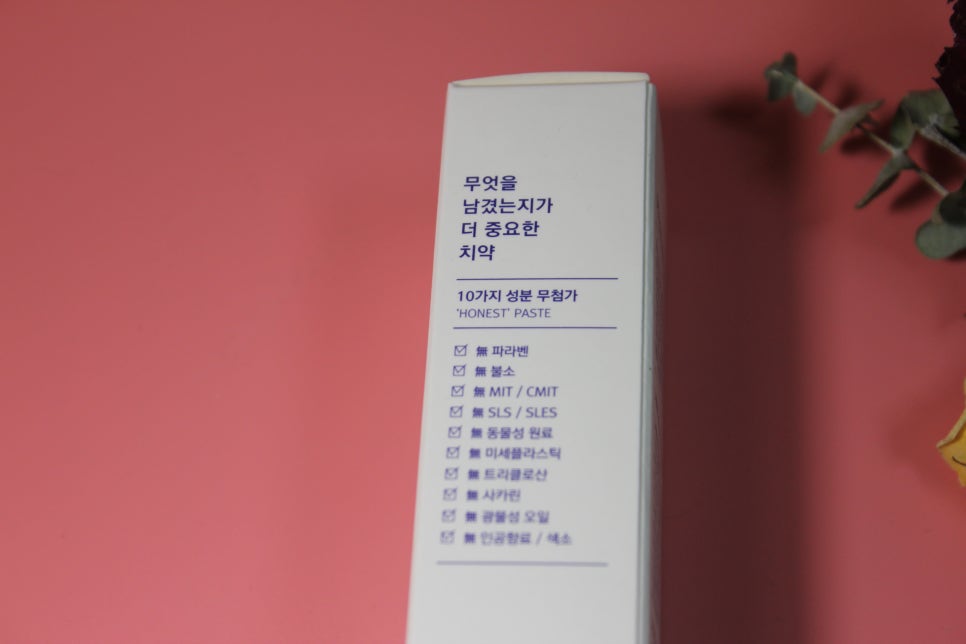 무엇을
남겼는지가
더 중요한
치약
10가지 성분 무첨가
‘HONEST’ PASTE
☑ 無 파라벤
☑ 無 불소
☑ 無 MIT / CMIT
☑ 無 SLS / SLES
☑ 無 동물성 원료
☑ 無 미세플라스틱
☑ 無 트리클로산
☑ 無 사카린
☑ 無 광물성 오일
☑ 無 인공향료 / 색소